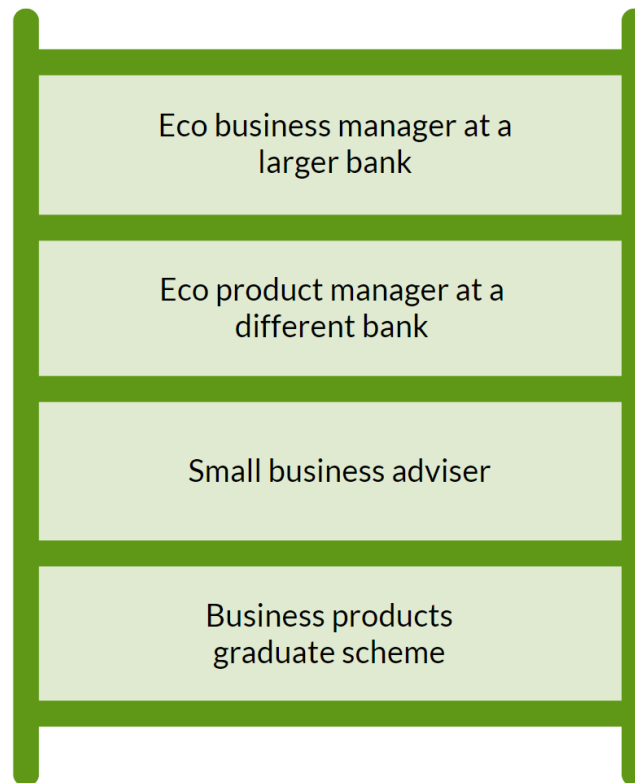 Eco business manager at a
larger bank
Eco product manager at a
different bank
Small business adviser
Business products
graduate scheme